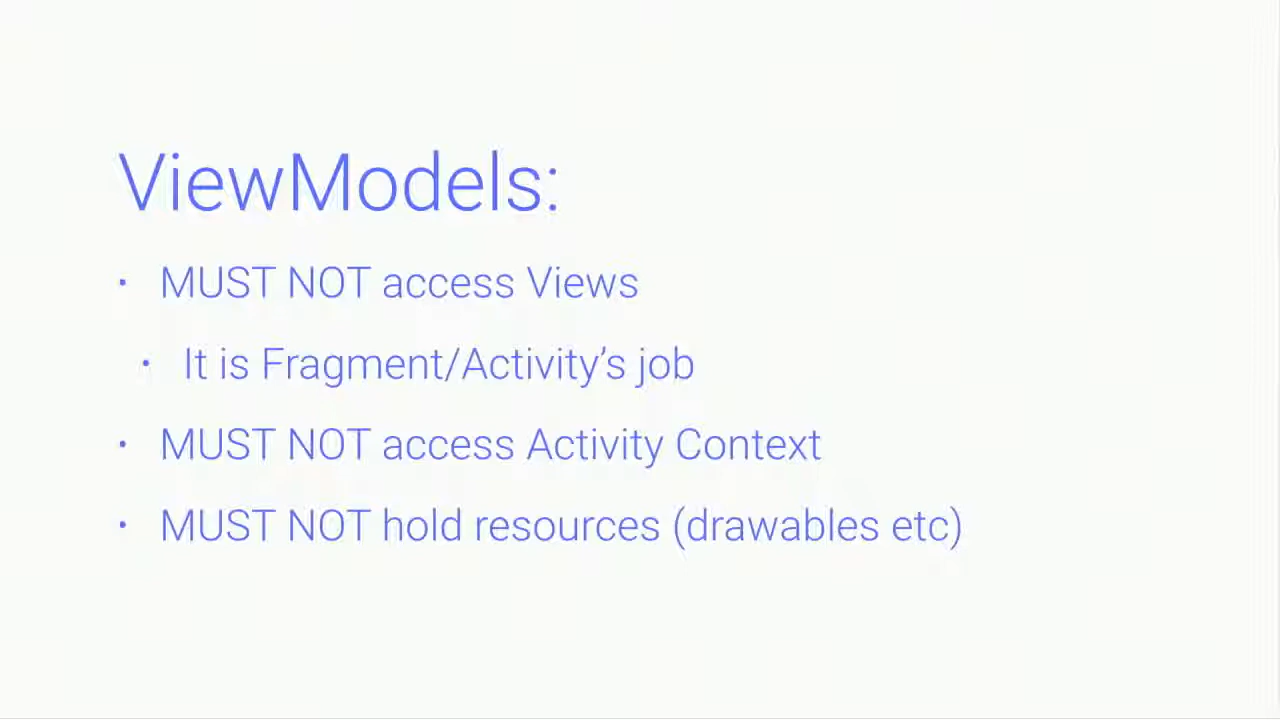 ViewModels:
· MUST NOT access Views
· It is Fragment/Activity’s job
· MUST NOT access Activity Context
· MUST NOT hold resources (drawables etc)